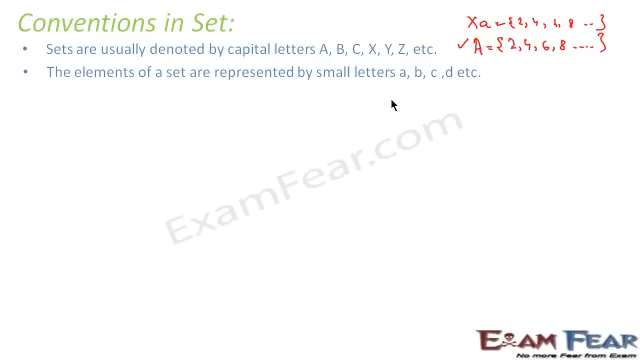 Conventions in Set:
xa={2, 4, 6, 8 ...}
• Sets are usually denoted by capital letters A, B, C, X, Y, Z, etc.
✓ A={2, 4, 6, 8 ....}
• The elements of a set are represented by small letters a, b, c ,d etc.
ExamFear.com
EXAM FEAR
No more Fear from Exam